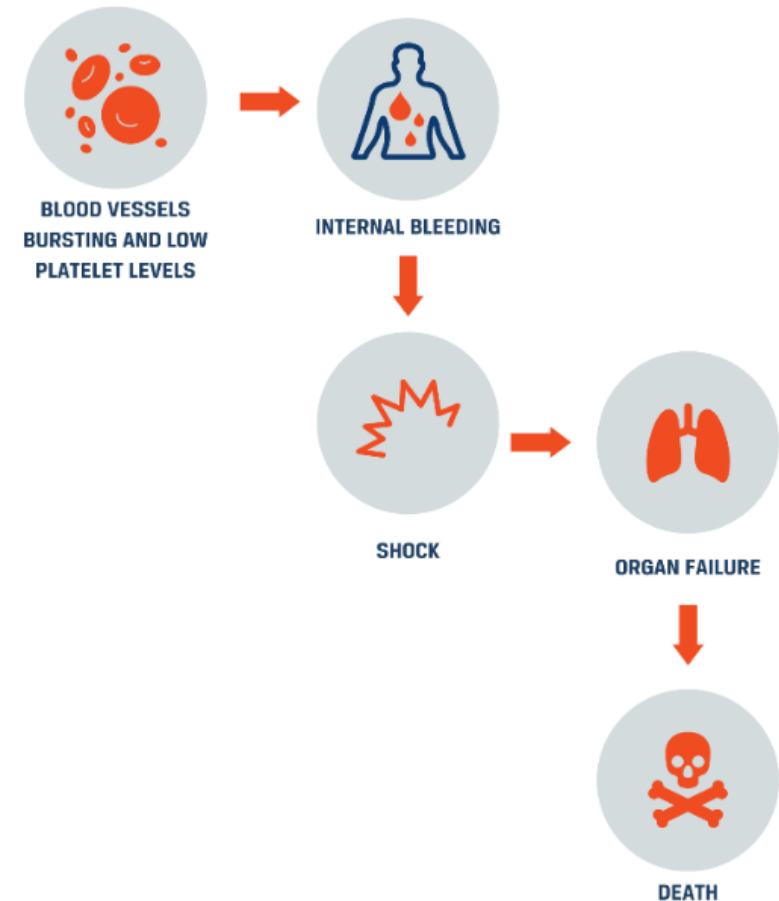 BLOOD VESSELS
BURSTING AND LOW
PLATELET LEVELS
INTERNAL BLEEDING
SHOCK
ORGAN FAILURE
DEATH